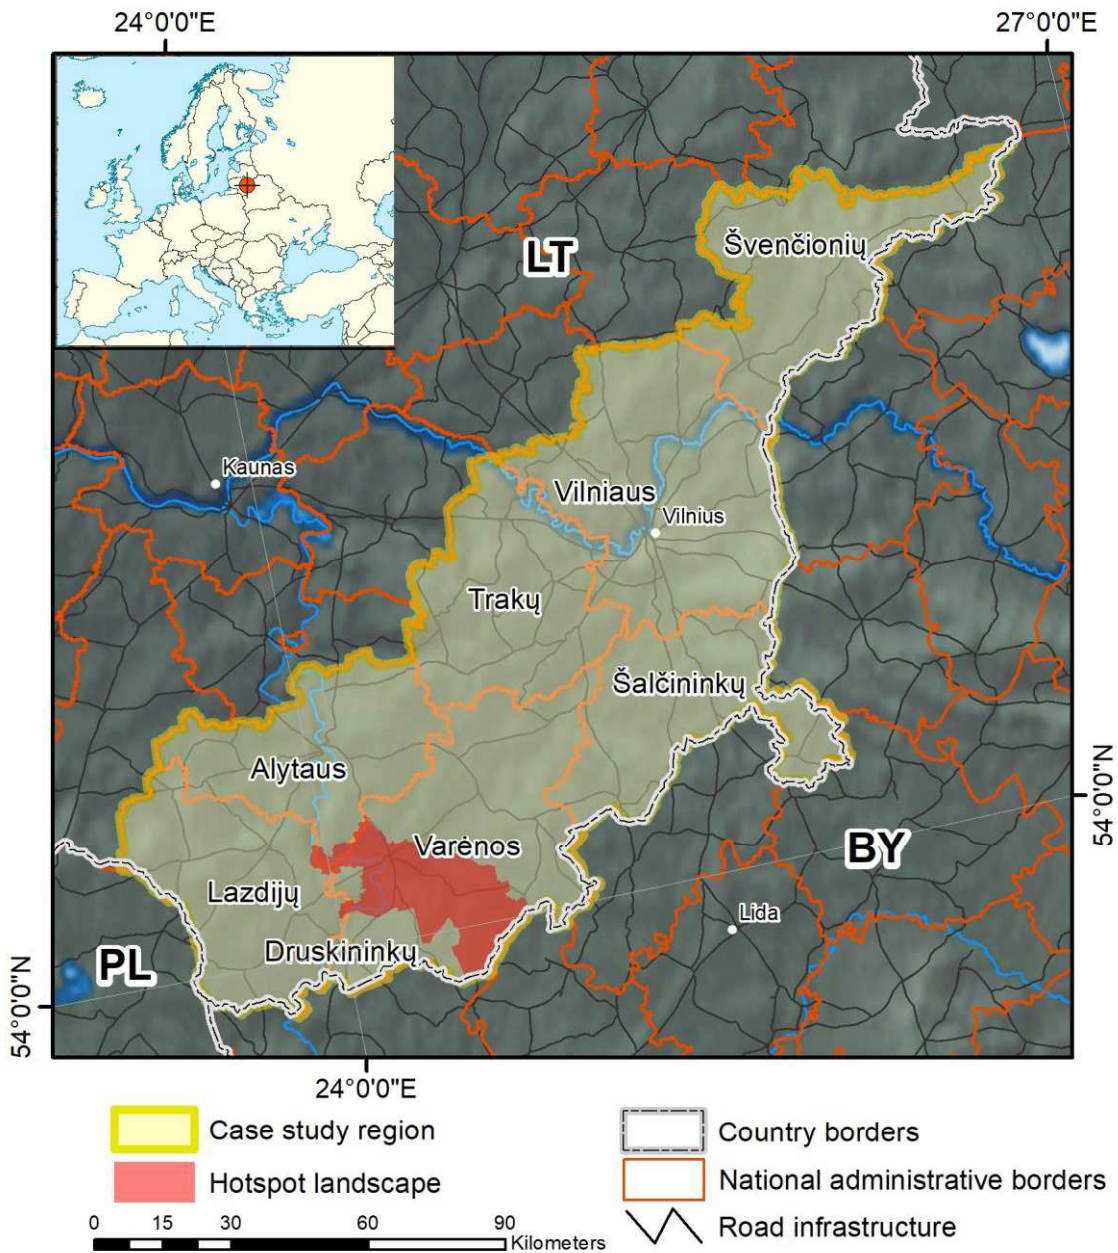 24°0'0"E
27°0'0"E
Švenčionių
LT
Kaunas
Vilniaus
Vilnius
Trakų
Šalčininkų
Alytaus
Varėnos
BY
Lazdijų
Lida
Druskininkų
PL
54°0'0"N
54°0'0"N
24°0'0"E
Case study region
Country borders
Hotspot landscape
National administrative borders
Road infrastructure
0 15 30 60 90
Kilometers